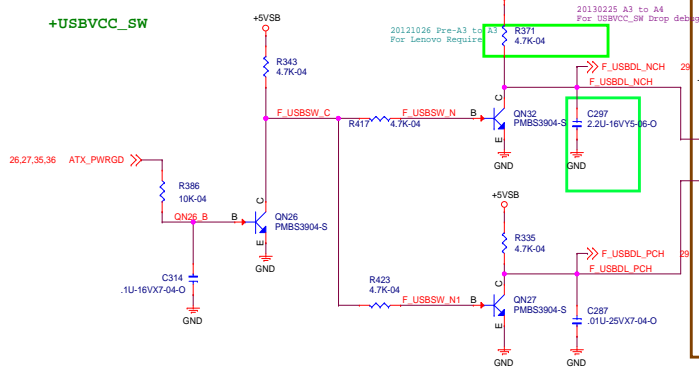 +USBVCC_SW
20130225 A3 to A4
For USBVCC_SW Drop debug
20121026 Pre-A3 to A3
For Lenovo Require
+5VSB
R371
4.7K-04
R343
4.7K-04
F_USBDL_NCH 29
F_USBDL_NCH
F_USBSW_C
F_USBSW_N
R417
4.7K-04
B
C
E
QN32
PMBS3904-S
C297
2.2U-16VY5-06-O
GND
GND
26,27,35,36 ATX_PWRGD
R386
10K-04
QN26_B
B
C
E
QN26
PMBS3904-S
GND
+5VSB
R335
4.7K-04
F_USBDL_PCH 29
F_USBDL_PCH
C314
.1U-16VX7-04-O
GND
R423
4.7K-04
F_USBSW_N1
B
C
E
QN27
PMBS3904-S
C287
.01U-25VX7-04-O
GND
GND